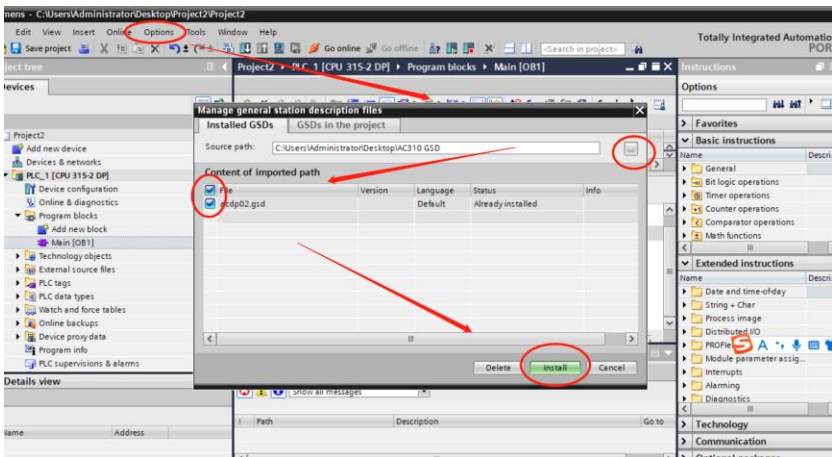 mens - C:\Users\Administrator\Desktop\Project2\Project2
Edit View Insert Online Options Tools Window Help
Save project Go online Go offline <Search in project>
Totally Integrated Automatio
POR
ject tree
Project2 PLC_1 [CPU 315-2 DP] Program blocks Main [OB1]
Instructions
evices
Options
Manage general station description files
Installed GSDs GSDs in the project
Source path: C:\Users\Administrator\Desktop\AC310 GSD
Content of imported path
File Version Language Status Info
dp02.gsd Default Already installed
Delete Install Cancel
Project2
Add new device
Devices & networks
PLC_1 [CPU 315-2 DP]
Device configuration
Online & diagnostics
Program blocks
Add new block
Main [OB1]
Technology objects
External source files
PLC tags
PLC data types
Watch and force tables
Online backups
Device proxy data
Program info
PLC supervisions & alarms
Details view
Name Address
Show all messages
! Path Description Go to
Favorites
Basic instructions
Name Descri
General
Bit logic operations
Timer operations
Counter operations
Comparator operations
Math functions
Extended instructions
Name Descri
Date and time-of-day
String + Char
Process image
Distributed I/O
PROFIe
Module parameter assig...
Interrupts
Alarming
Diagnostics
Technology
Communication
Optional packages